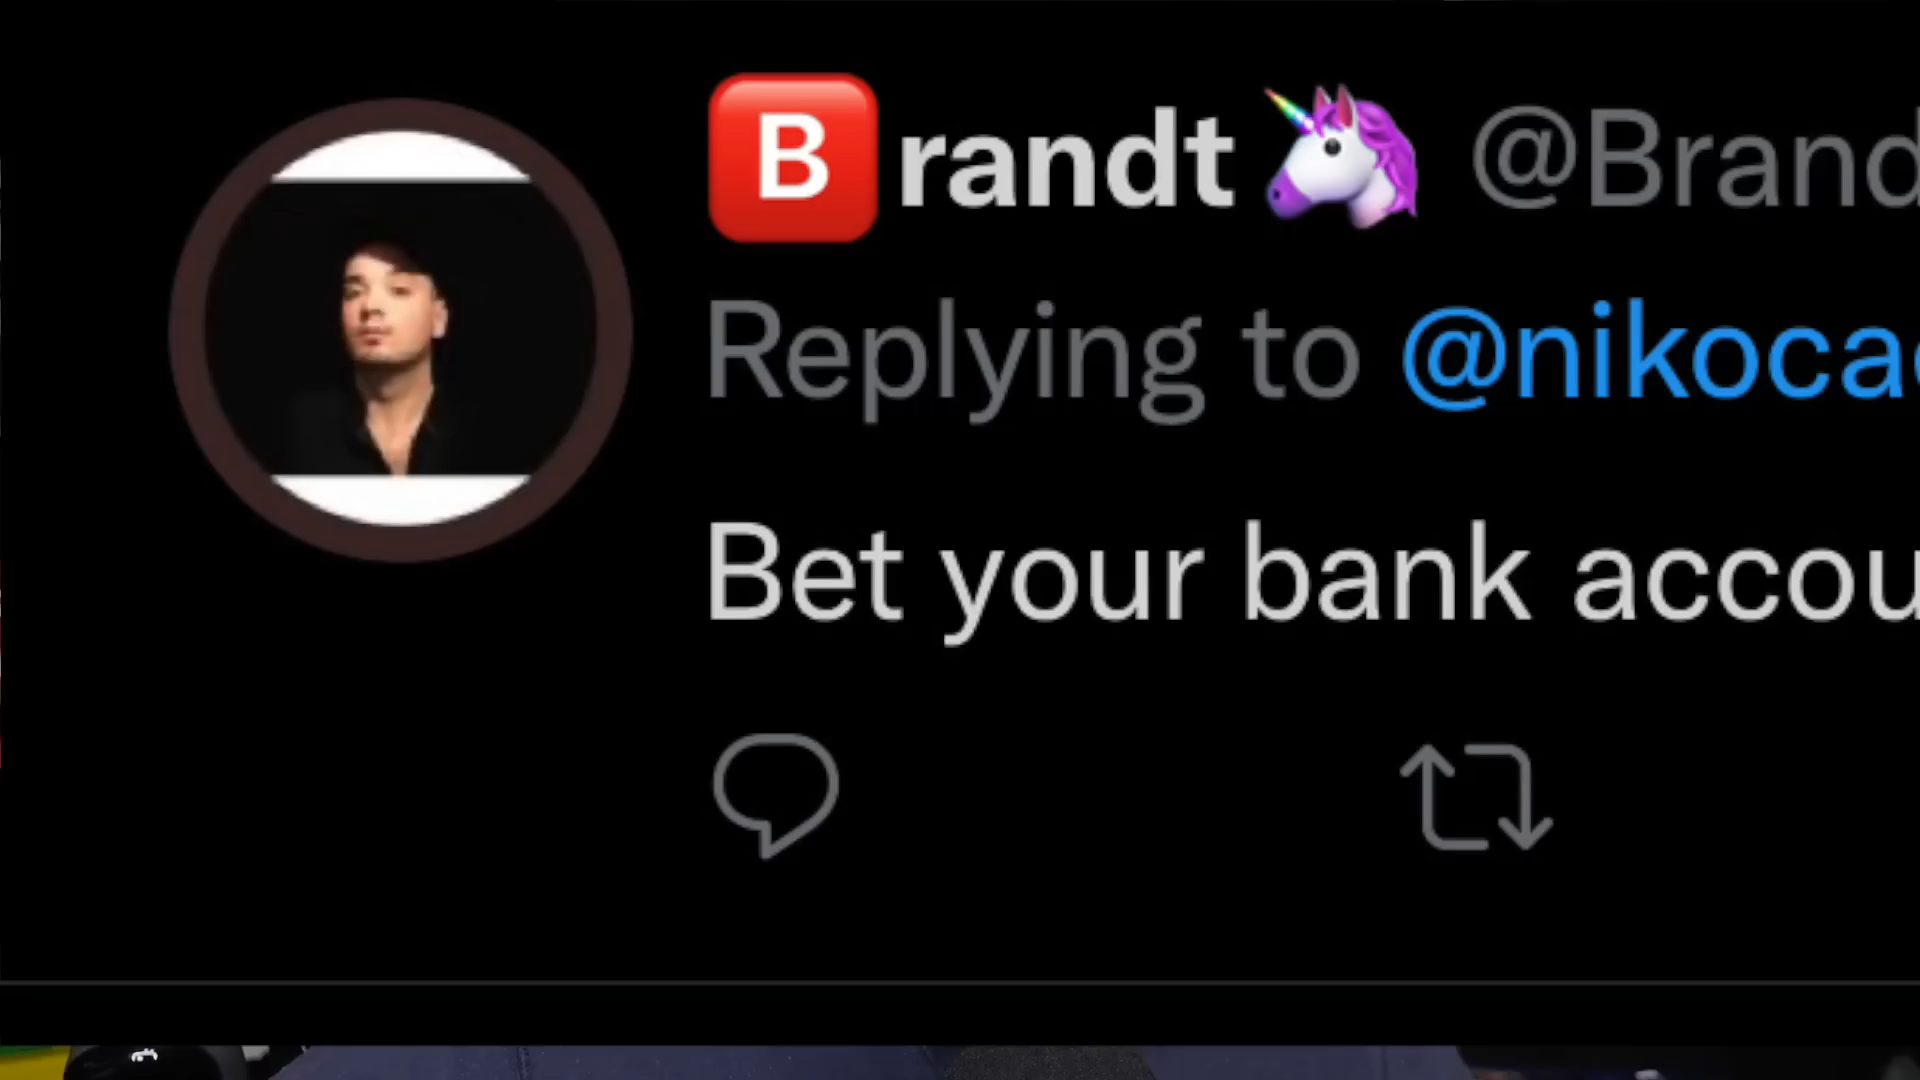 🅱randt🦄 @Brand
Replying to @nikoca
Bet your bank accou